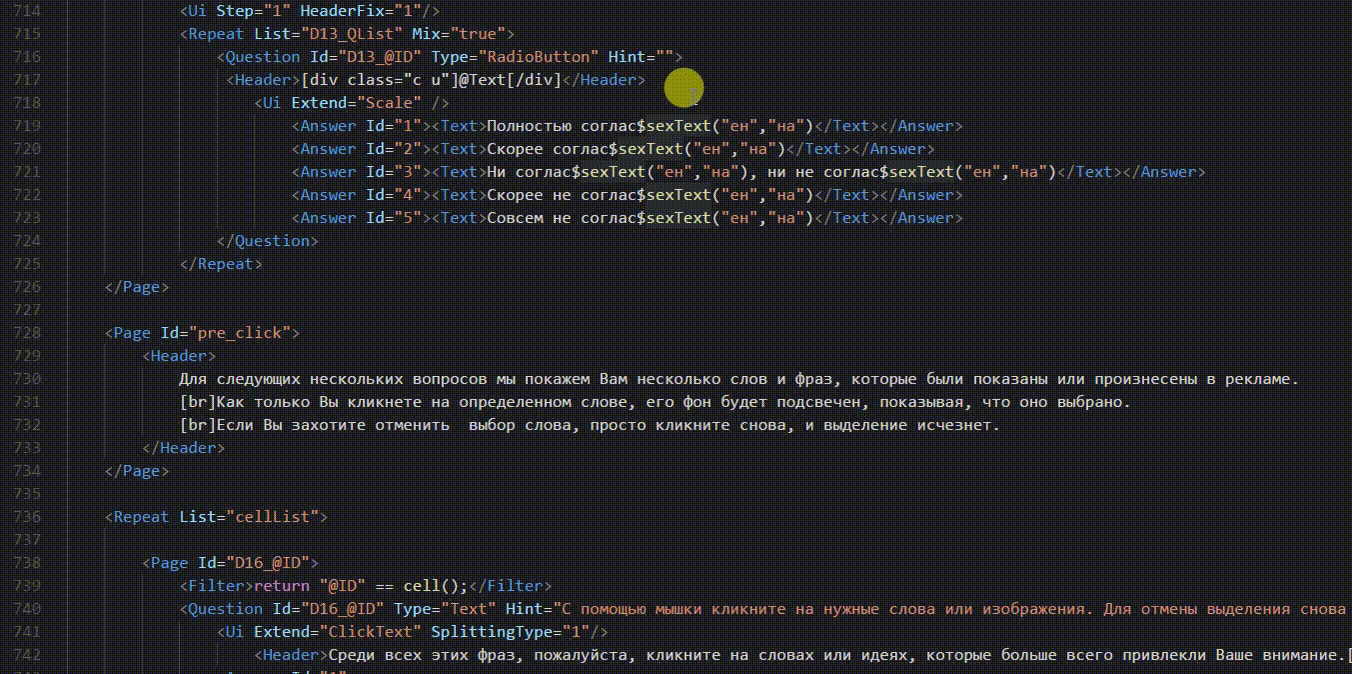 714 <Ui Step="1" HeaderFix="1"/>
715 <Repeat List="D13_QList" Mix="true">
716 <Question Id="D13_@ID" Type="RadioButton" Hint="">
717 <Header>[div class="c u"]@Text[/div]</Header>
718 <Ui Extend="Scale" />
719 <Answer Id="1"><Text>Полностью соглас$sexText("ен","на")</Text></Answer>
720 <Answer Id="2"><Text>Скорее соглас$sexText("ен","на")</Text></Answer>
721 <Answer Id="3"><Text>Ни соглас$sexText("ен","на"), ни не соглас$sexText("ен","на")</Text></Answer>
722 <Answer Id="4"><Text>Скорее не соглас$sexText("ен","на")</Text></Answer>
723 <Answer Id="5"><Text>Совсем не соглас$sexText("ен","на")</Text></Answer>
724 </Question>
725 </Repeat>
726 </Page>
727
728 <Page Id="pre_click">
729 <Header>
730 Для следующих нескольких вопросов мы покажем Вам несколько слов и фраз, которые были показаны или произнесены в рекламе.
731 [br]Как только Вы кликнете на определенном слове, его фон будет подсвечен, показывая, что оно выбрано.
732 [br]Если Вы захотите отменить  выбор слова, просто кликните снова, и выделение исчезнет.
733 </Header>
734 </Page>
735
736 <Repeat List="cellList">
737
738 <Page Id="D16_@ID">
739 <Filter>return "@ID" == cell();</Filter>
740 <Question Id="D16_@ID" Type="Text" Hint="С помощью мышки кликните на нужные слова или изображения. Для отмены выделения снова
741 <Ui Extend="ClickText" SplittingType="1"/>
742 <Header>Среди всех этих фраз, пожалуйста, кликните на словах или идеях, которые больше всего привлекли Ваше внимание.[